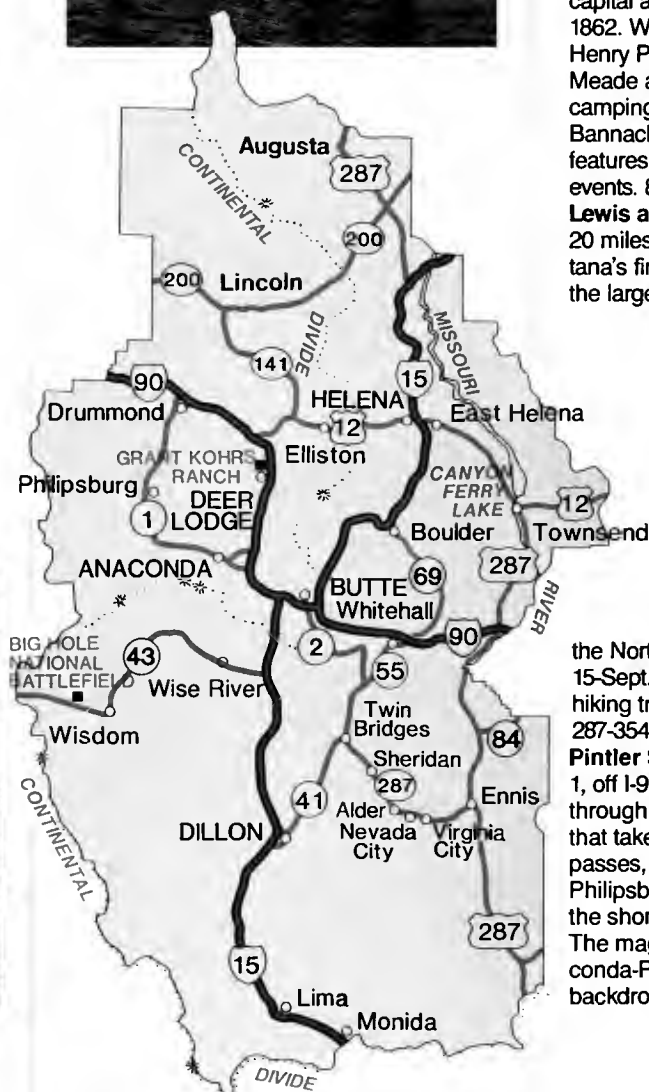 capital a
1862. W
Henry P
Meade a
camping
Bannack
features
events. 8
Lewis a
20 miles
tana's fir
the larges
Augusta
287
CONTINENTAL
200
200
Lincoln
DIVIDE
MISSOURI
141
15
90
HELENA
12
East Helena
Drummond
GRANT KOHRS
RANCH
Elliston
CANYON
FERRY
LAKE
Philipsburg
DEER
LODGE
12
1
Boulder
Townsend
ANACONDA
69
287
BUTTE
Whitehall
RIVER
90
2
BIG HOLE
NATIONAL
BATTLEFIELD
43
55
Wise River
Wisdom
Twin
Bridges
84
Sheridan
287
CONTINENTAL
41
Ennis
Alder
DILLON
Nevada
City
Virginia
City
287
15
Lima
Monida
DIVIDE
the Nort
15-Sept.
hiking tr
287-354
Pintler S
1, off I-9
through
that take
passes,
Philipsb
the shor
The mag
conda-P
backdro